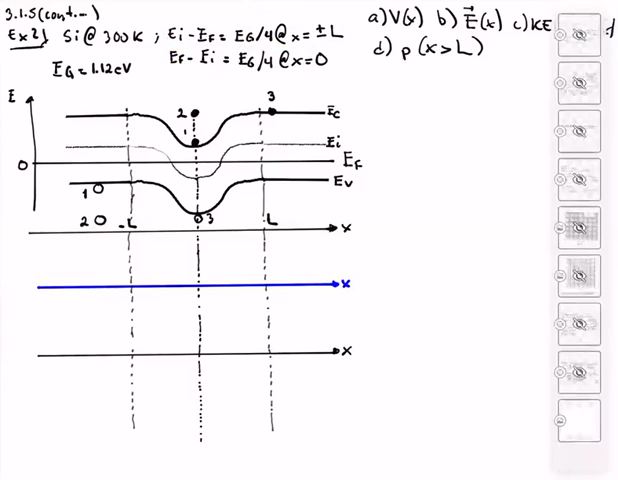 3.1.5 (cont.~)
Ex 2) Si @ 300K ; Ei - EF = EG/4 @ x = ± L
EF - Ei = EG/4 @ x = 0
EG = 1.12 eV
a) V(x) b) E(x) c) KE
d) p (x > L)
E
3
2
Ec
1
Ei
0
EF
1
Ev
2
3
-L
L
x
x
x